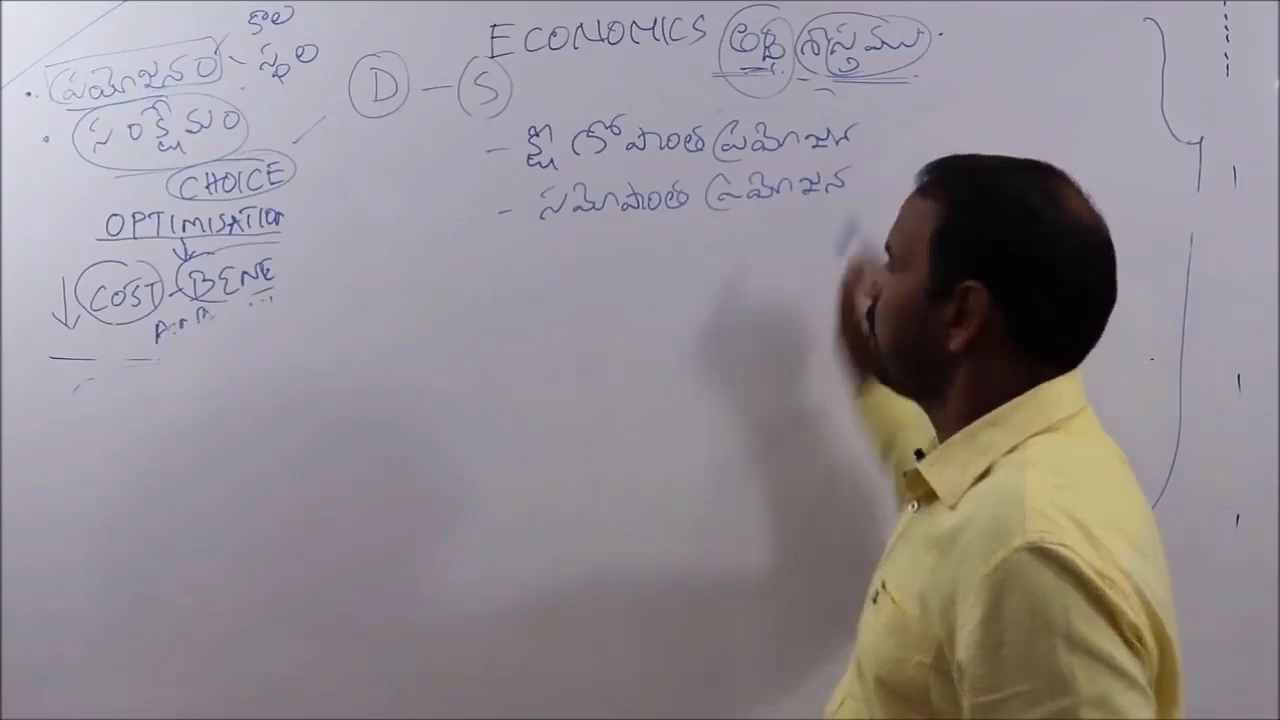 ECONOMICS అర్థ శాస్త్రము
కాల
స్థల
ప్రయోజనం
సంక్షేమం
CHOICE
OPTIMISATION
COST - BENE
D - S
- క్షీణోపాంత ప్రయోజన
- సమోపాంత ప్రయోజన